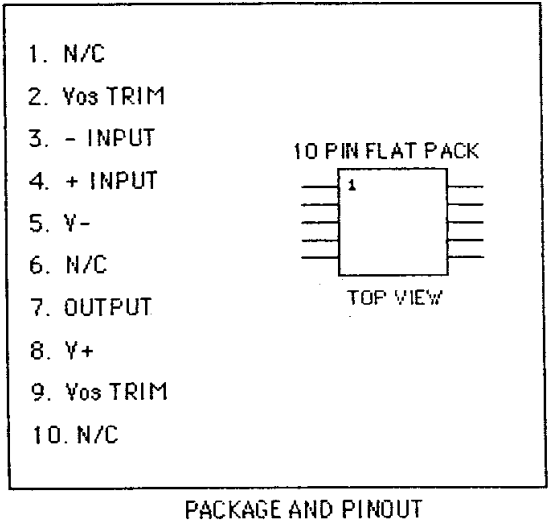 1. N/C
2. Vos TRIM
3. - INPUT
4. + INPUT
5. V-
6. N/C
7. OUTPUT
8. V+
9. Vos TRIM
10. N/C
10 PIN FLAT PACK
1
TOP VIEW
PACKAGE AND PINOUT